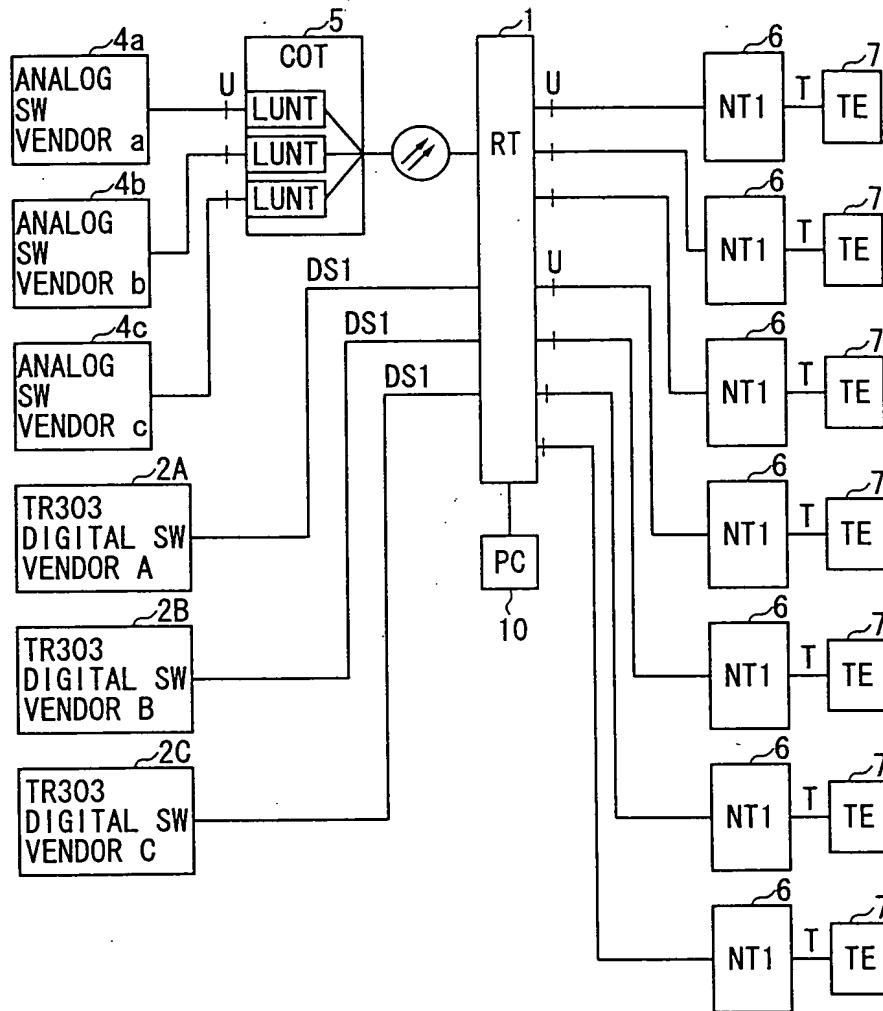 4a
ANALOG
SW
VENDOR a
4b
ANALOG
SW
VENDOR b
4c
ANALOG
SW
VENDOR c
2A
TR303
DIGITAL SW
VENDOR A
2B
TR303
DIGITAL SW
VENDOR B
2C
TR303
DIGITAL SW
VENDOR C
U
5
COT
LUNT
LUNT
LUNT
DS1
DS1
DS1
1
RT
PC
10
U
U
6
NT1
T
7
TE
6
NT1
T
7
TE
6
NT1
T
7
TE
6
NT1
T
7
TE
6
NT1
T
7
TE
6
NT1
T
7
TE
6
NT1
T
7
TE